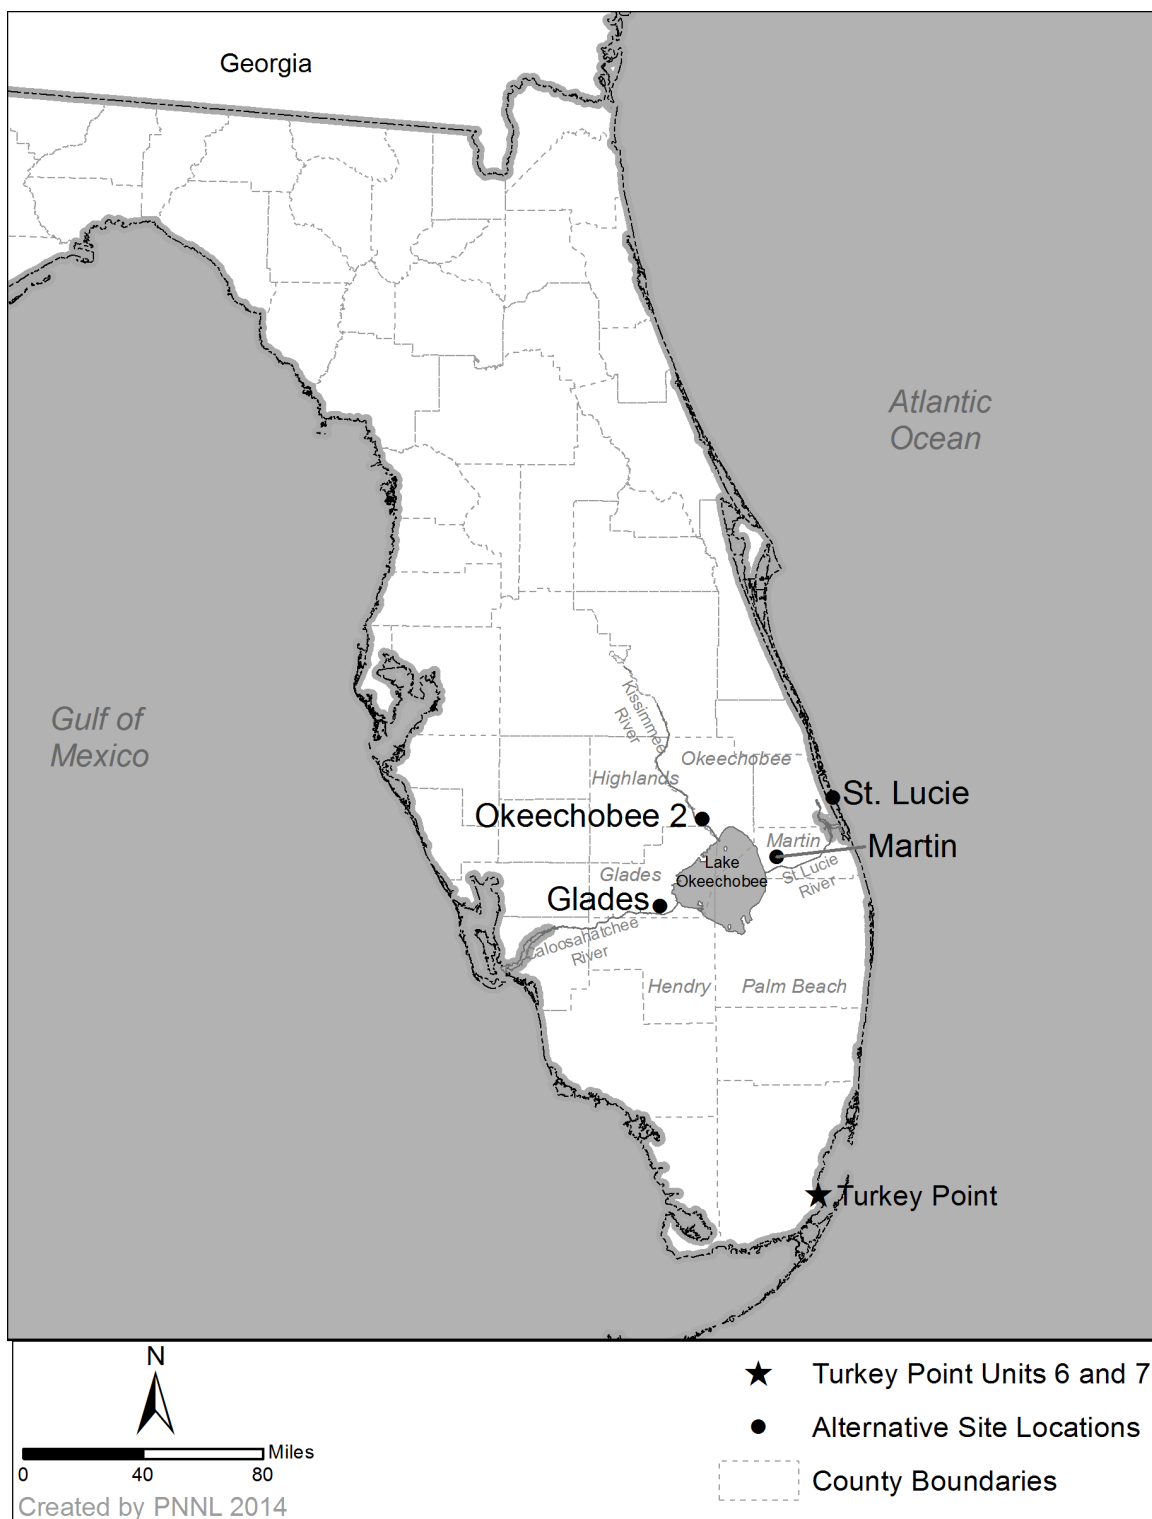 Georgia
Atlantic
Ocean
Gulf of
Mexico
Kissimmee
River
Okeechobee
Highlands
St. Lucie
Okeechobee 2
Martin
Martin
Lake
Okeechobee
St Lucie
River
Glades
Glades
Caloosahatchee
River
Hendry
Palm Beach
Turkey Point
N
Miles
0 40 80
Created by PNNL 2014
Turkey Point Units 6 and 7
Alternative Site Locations
County Boundaries